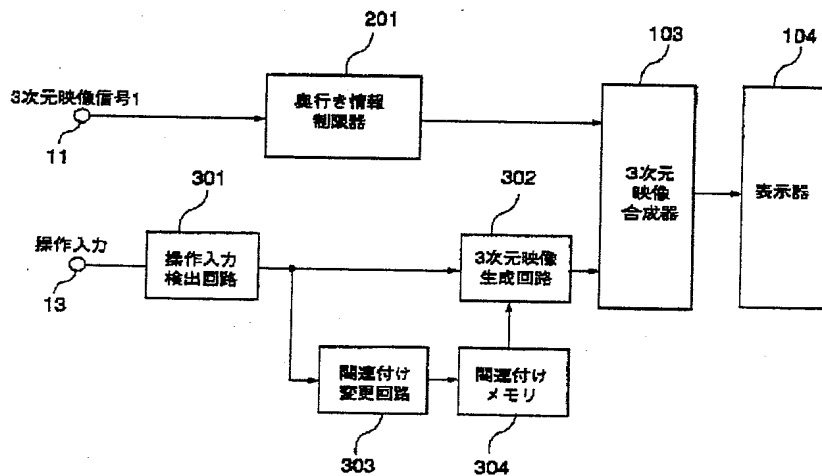 201
103
104
3次元映像信号1
11
奥行き情報
制限器
301
302
3次元
映像
合成器
表示器
操作入力
13
操作入力
検出回路
3次元映像
生成回路
関連付け
変更回路
関連付け
メモリ
303
304